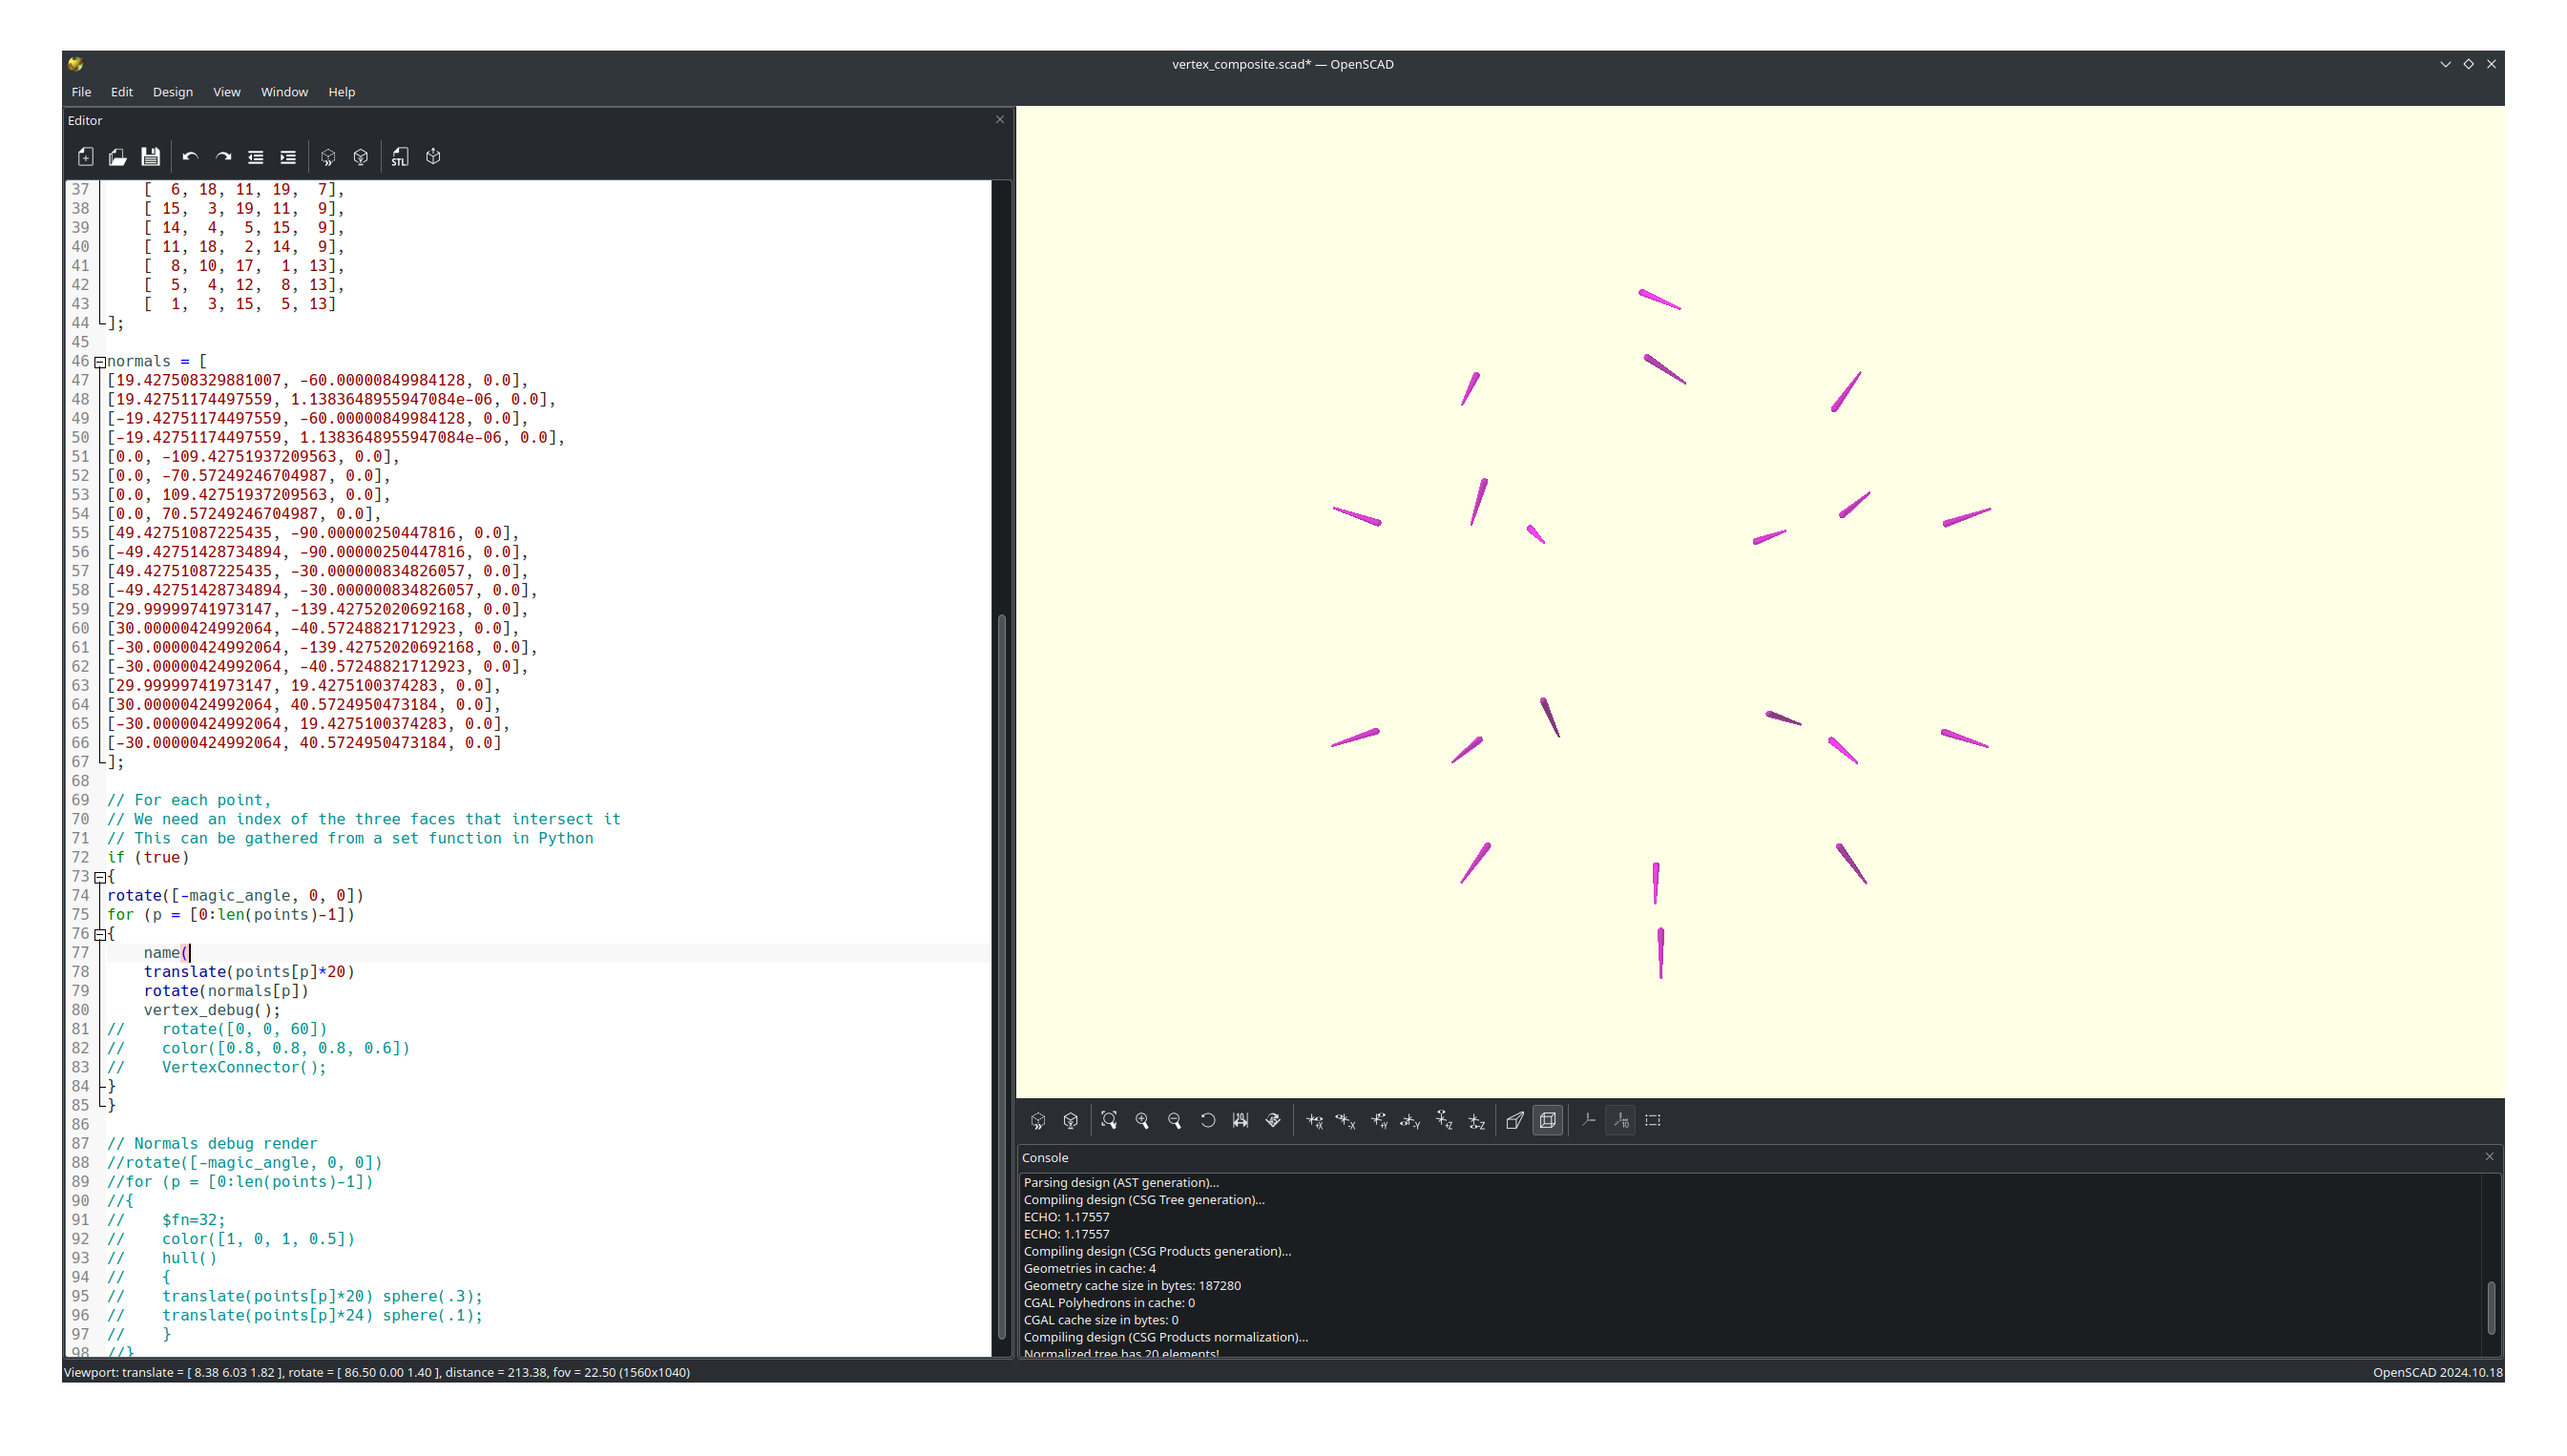 vertex_composite.scad* — OpenSCAD
File Edit Design View Window Help
Editor
STL
37     [  6, 18, 11, 19,  7],
38     [ 15,  3, 19, 11,  9],
39     [ 14,  4,  5, 15,  9],
40     [ 11, 18,  2, 14,  9],
41     [  8, 10, 17,  1, 13],
42     [  5,  4, 12,  8, 13],
43     [  1,  3, 15,  5, 13]
44 ];
45
46 normals = [
47 [19.427508329881007, -60.00000849984128, 0.0],
48 [19.42751174497559, 1.1383648955947084e-06, 0.0],
49 [-19.42751174497559, -60.00000849984128, 0.0],
50 [-19.42751174497559, 1.1383648955947084e-06, 0.0],
51 [0.0, -109.42751937209563, 0.0],
52 [0.0, -70.57249246704987, 0.0],
53 [0.0, 109.42751937209563, 0.0],
54 [0.0, 70.57249246704987, 0.0],
55 [49.42751087225435, -90.00000250447816, 0.0],
56 [-49.42751428734894, -90.00000250447816, 0.0],
57 [49.42751087225435, -30.000000834826057, 0.0],
58 [-49.42751428734894, -30.000000834826057, 0.0],
59 [29.99999741973147, -139.42752020692168, 0.0],
60 [30.00000424992064, -40.57248821712923, 0.0],
61 [-30.00000424992064, -139.42752020692168, 0.0],
62 [-30.00000424992064, -40.57248821712923, 0.0],
63 [29.99999741973147, 19.4275100374283, 0.0],
64 [30.00000424992064, 40.5724950473184, 0.0],
65 [-30.00000424992064, 19.4275100374283, 0.0],
66 [-30.00000424992064, 40.5724950473184, 0.0]
67 ];
68
69 // For each point,
70 // We need an index of the three faces that intersect it
71 // This can be gathered from a set function in Python
72 if (true)
73 {
74 rotate([-magic_angle, 0, 0])
75 for (p = [0:len(points)-1])
76 {
77     name(
78     translate(points[p]*20)
79     rotate(normals[p])
80     vertex_debug();
81 //    rotate([0, 0, 60])
82 //    color([0.8, 0.8, 0.8, 0.6])
83 //    VertexConnector();
84 }
85 }
86
87 // Normals debug render
88 //rotate([-magic_angle, 0, 0])
89 //for (p = [0:len(points)-1])
90 //{
91 //    $fn=32;
92 //    color([1, 0, 1, 0.5])
93 //    hull()
94 //    {
95 //    translate(points[p]*20) sphere(.3);
96 //    translate(points[p]*24) sphere(.1);
97 //    }
98 //}
Console
Parsing design (AST generation)...
Compiling design (CSG Tree generation)...
ECHO: 1.17557
ECHO: 1.17557
Compiling design (CSG Products generation)...
Geometries in cache: 4
Geometry cache size in bytes: 187280
CGAL Polyhedrons in cache: 0
CGAL cache size in bytes: 0
Compiling design (CSG Products normalization)...
Normalized tree has 20 elements!
Viewport: translate = [ 8.38 6.03 1.82 ], rotate = [ 86.50 0.00 1.40 ], distance = 213.38, fov = 22.50 (1560x1040)
OpenSCAD 2024.10.18